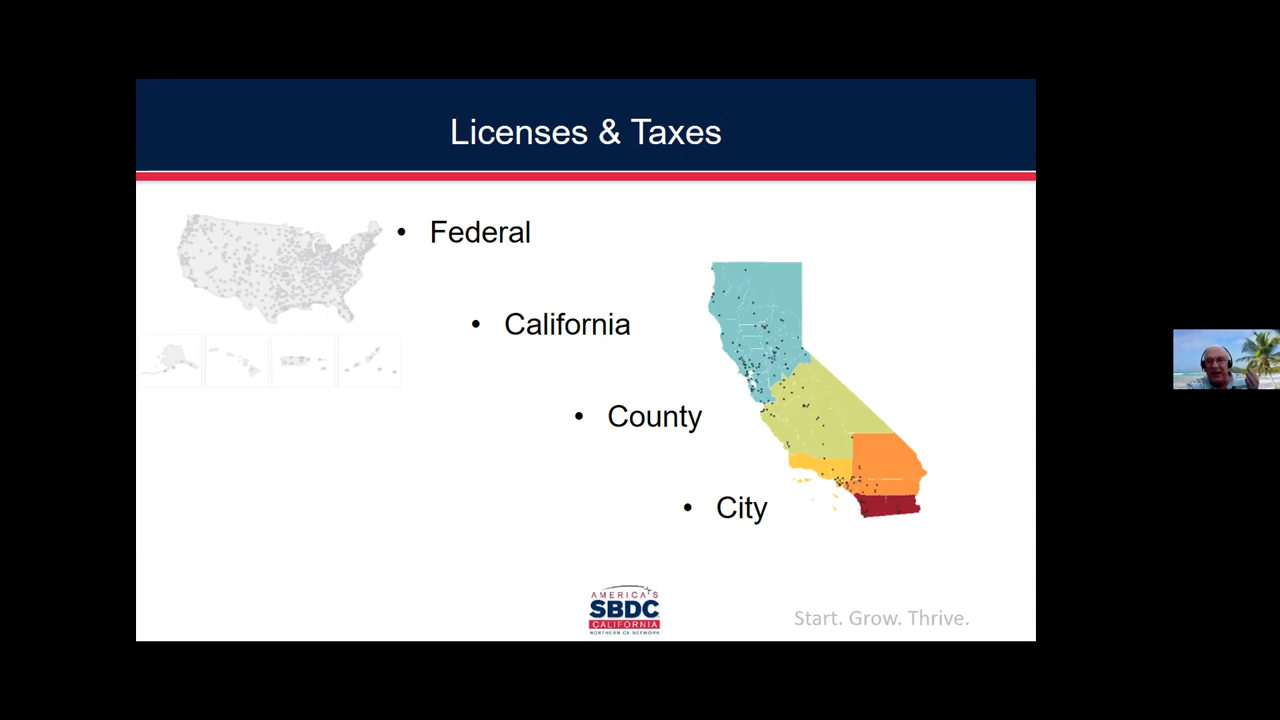 Licenses & Taxes
• Federal
• California
• County
• City
AMERICA'S
SBDC
CALIFORNIA
NORTHERN CA NETWORK
Start. Grow. Thrive.